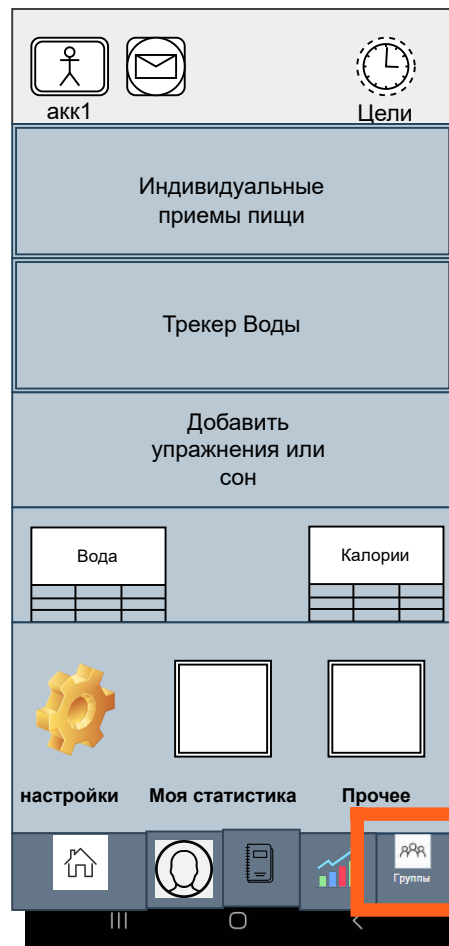 акк1
Цели
Индивидуальные
приемы пищи
Трекер Воды
Добавить
упражнения или
сон
Вода
Калории
настройки
Моя статистика
Прочее
Группы